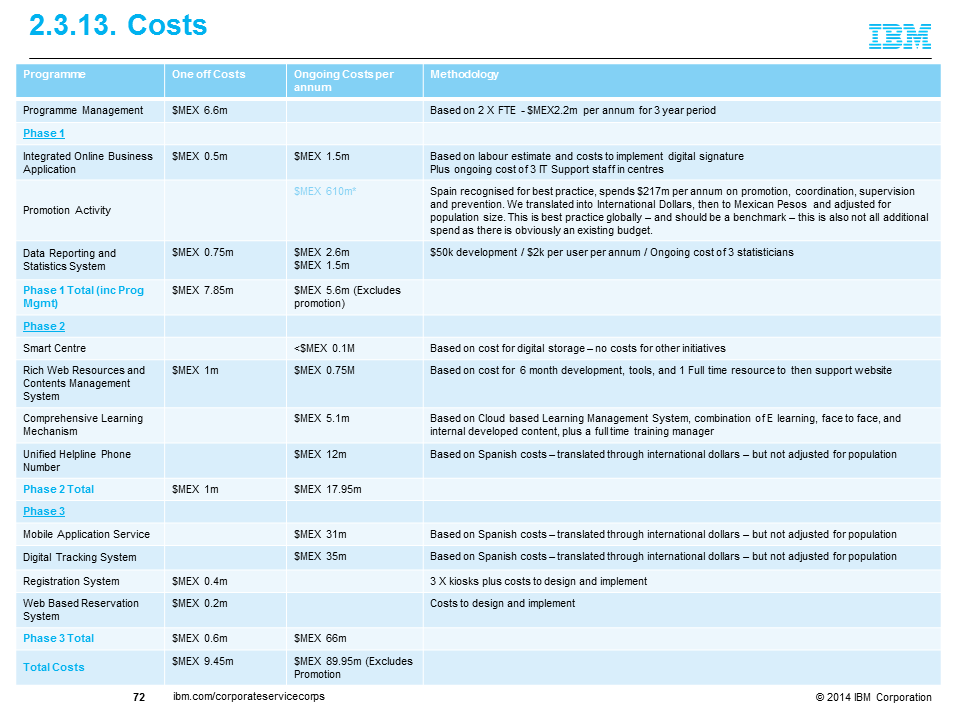 2.3.13. Costs
IBM
Programme One off Costs Ongoing Costs per Methodology
annum
Programme Management $MEX 6.6m Based on 2 X FTE - $MEX2.2m per annum for 3 year period
Phase 1
Integrated Online Business $MEX 0.5m $MEX 1.5m Based on labour estimate and costs to implement digital signature
Application Plus ongoing cost of 3 IT Support staff in centres
$MEX 610m* Spain recognised for best practice, spends $217m per annum on promotion, coordination, supervision
and prevention. We translated into International Dollars, then to Mexican Pesos and adjusted for
Promotion Activity
population size. This is best practice globally – and should be a benchmark – this is also not all additional
spend as there is obviously an existing budget.
Data Reporting and $MEX 0.75m $MEX 2.6m $50k development / $2k per user per annum / Ongoing cost of 3 statisticians
Statistics System $MEX 1.5m
Phase 1 Total (inc Prog $MEX 7.85m $MEX 5.6m (Excludes
Mgmt) promotion)
Phase 2
Smart Centre <$MEX 0.1M Based on cost for digital storage – no costs for other initiatives
Rich Web Resources and $MEX 1m $MEX 0.75M Based on cost for 6 month development, tools, and 1 Full time resource to then support website
Contents Management
System
Comprehensive Learning $MEX 5.1m Based on Cloud based Learning Management System, combination of E learning, face to face, and
Mechanism internal developed content, plus a full time training manager
Unified Helpline Phone $MEX 12m Based on Spanish costs – translated through international dollars – but not adjusted for population
Number
Phase 2 Total $MEX 1m $MEX 17.95m
Phase 3
Mobile Application Service $MEX 31m Based on Spanish costs – translated through international dollars – but not adjusted for population
Digital Tracking System $MEX 35m Based on Spanish costs – translated through international dollars – but not adjusted for population
Registration System $MEX 0.4m 3 X kiosks plus costs to design and implement
Web Based Reservation $MEX 0.2m Costs to design and implement
System
Phase 3 Total $MEX 0.6m $MEX 66m
Total Costs $MEX 9.45m $MEX 89.95m (Excludes
Promotion
72 ibm.com/corporateservicecorps © 2014 IBM Corporation